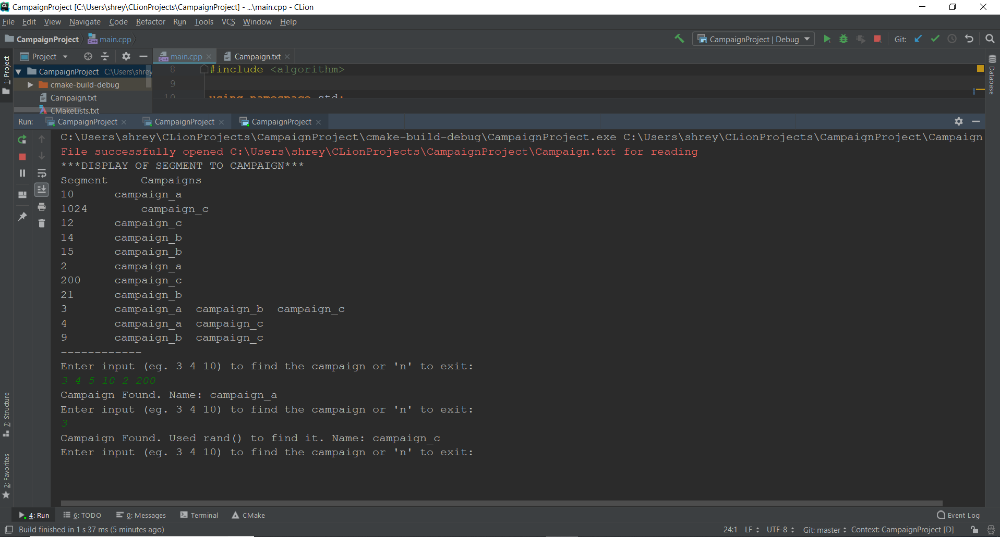 CampaignProject [C:\Users\shrey\CLionProjects\CampaignProject] - ...\main.cpp - CLion
File Edit View Navigate Code Refactor Run Tools VCS Window Help
CampaignProject main.cpp
CampaignProject | Debug
Git:
1: Project
Project
main.cpp
Campaign.txt
CampaignProject C:\Users\shrey
cmake-build-debug
Campaign.txt
CMakeLists.txt
8 #include <algorithm>
9
10 using namespace std;
Database
Run: CampaignProject CampaignProject CampaignProject
C:\Users\shrey\CLionProjects\CampaignProject\cmake-build-debug\CampaignProject.exe C:\Users\shrey\CLionProjects\CampaignProject\Campaign
File successfully opened C:\Users\shrey\CLionProjects\CampaignProject\Campaign.txt for reading
***DISPLAY OF SEGMENT TO CAMPAIGN***
Segment Campaigns
10 campaign_a
1024 campaign_c
12 campaign_c
14 campaign_b
15 campaign_b
2 campaign_a
200 campaign_c
21 campaign_b
3 campaign_a campaign_b campaign_c
4 campaign_a campaign_c
9 campaign_b campaign_c
------------
Enter input (eg. 3 4 10) to find the campaign or 'n' to exit:
3 4 5 10 2 200
Campaign Found. Name: campaign_a
Enter input (eg. 3 4 10) to find the campaign or 'n' to exit:
3
Campaign Found. Used rand() to find it. Name: campaign_c
Enter input (eg. 3 4 10) to find the campaign or 'n' to exit:
7: Structure
2: Favorites
4: Run 6: TODO 0: Messages Terminal CMake
Event Log
Build finished in 1 s 37 ms (5 minutes ago)
24:1 LF UTF-8 Git: master Context: CampaignProject [D]